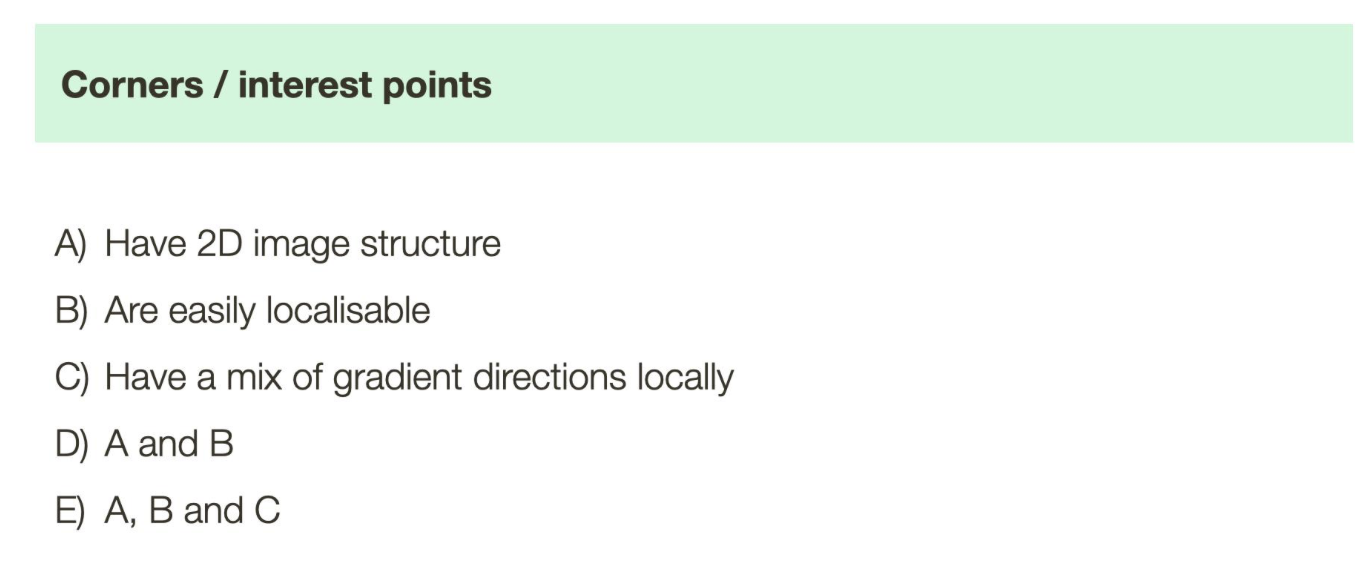 Corners / interest points
A) Have 2D image structure
B) Are easily localisable
C) Have a mix of gradient directions locally
D) A and B
E) A, B and C